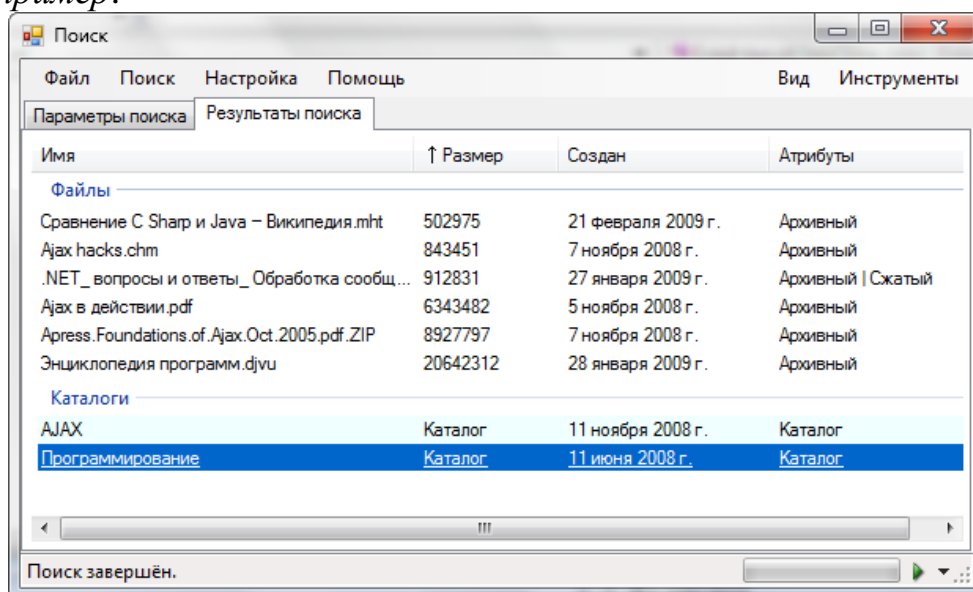 пример:
Поиск
Файл Поиск Настройка Помощь Вид Инструменты
Параметры поиска Результаты поиска
Имя ↑ Размер Создан Атрибуты
Файлы
Сравнение C Sharp и Java – Википедия.mht 502975 21 февраля 2009 г. Архивный
Ajax hacks.chm 843451 7 ноября 2008 г. Архивный
.NET_ вопросы и ответы_ Обработка сообщ... 912831 27 января 2009 г. Архивный | Сжатый
Ajax в действии.pdf 6343482 5 ноября 2008 г. Архивный
Apress.Foundations.of.Ajax.Oct.2005.pdf.ZIP 8927797 7 ноября 2008 г. Архивный
Энциклопедия программ.djvu 20642312 28 января 2009 г. Архивный
Каталоги
AJAX Каталог 11 ноября 2008 г. Каталог
Программирование Каталог 11 июня 2008 г. Каталог
Поиск завершён.